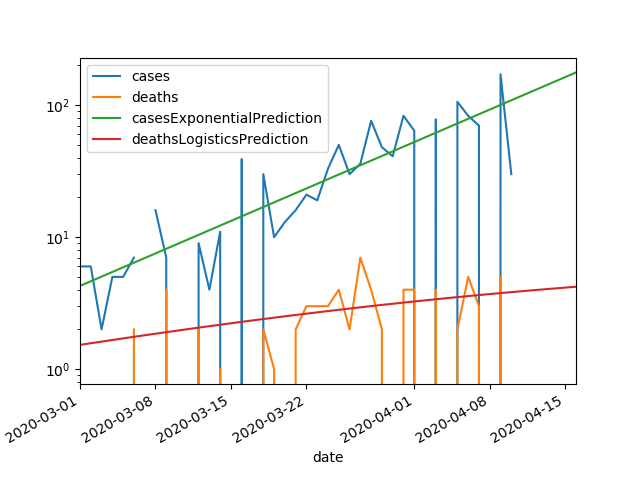 cases
deaths
casesExponentialPrediction
deathsLogisticsPrediction
10²
10¹
10⁰
2020-03-01
2020-03-08
2020-03-15
2020-03-22
2020-04-01
2020-04-08
2020-04-15
date